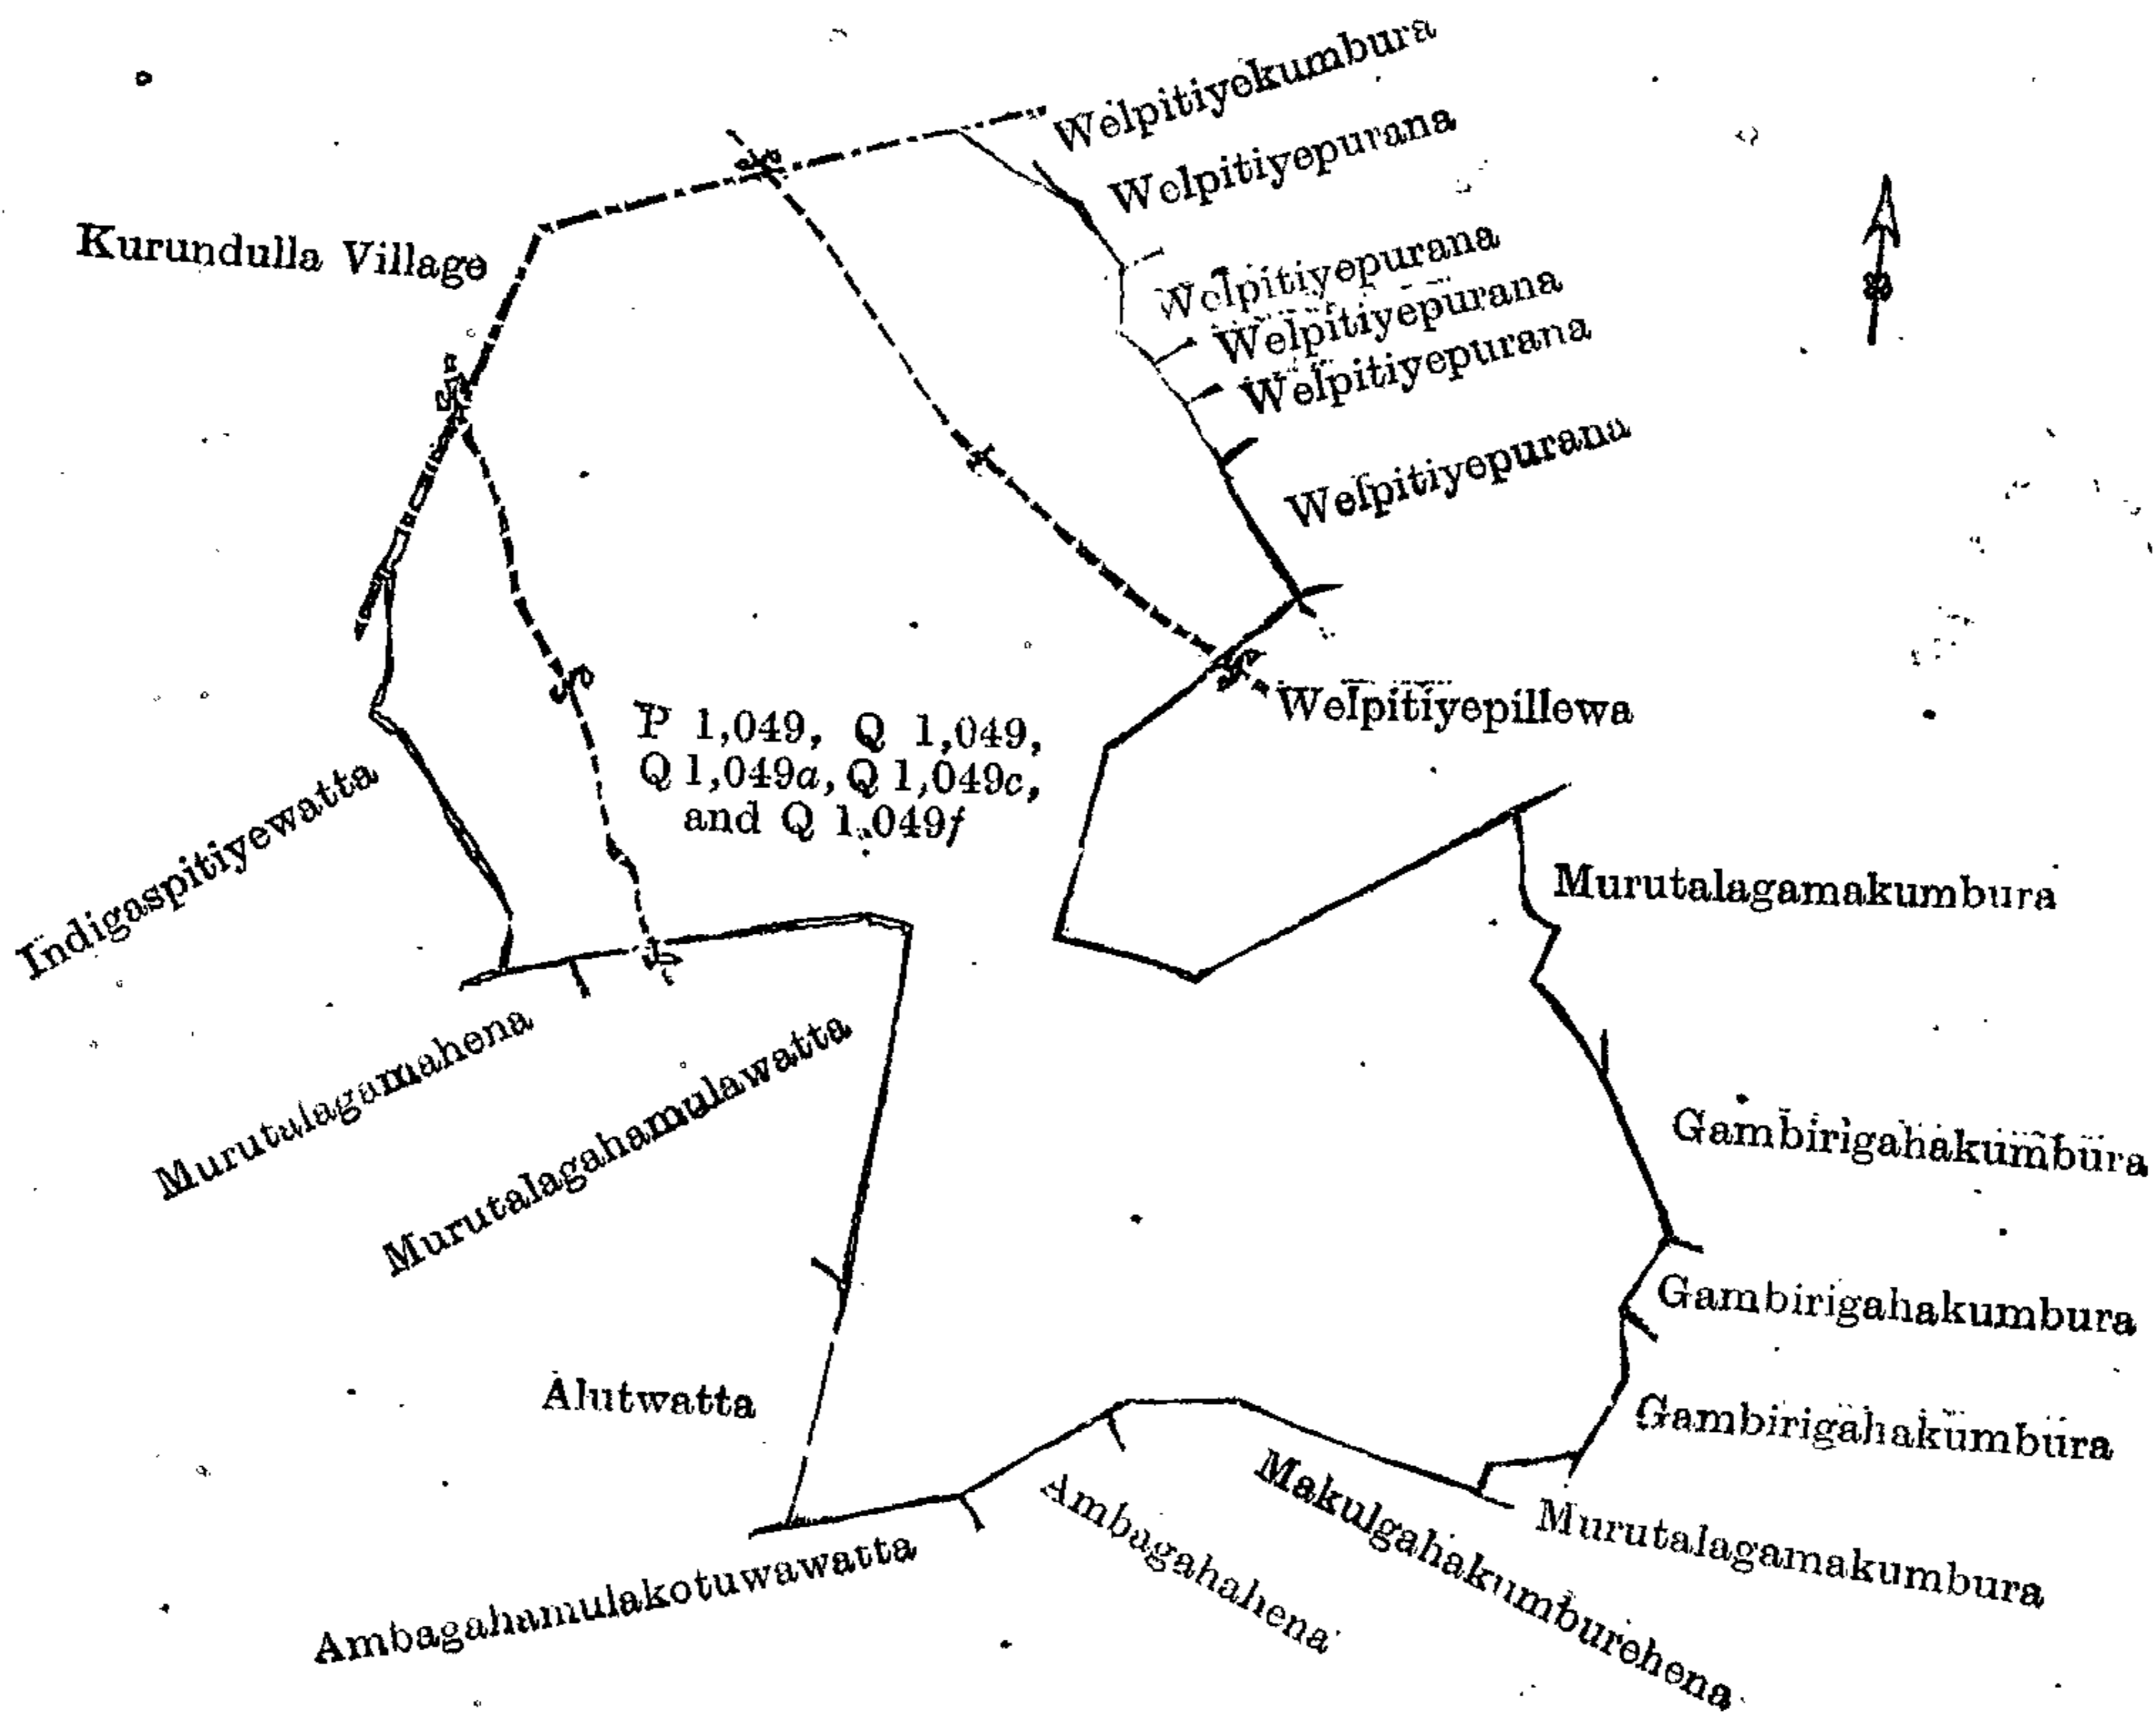 Welpitiyekumbura
Welpitiyepurana
Welpitiyepurana
Welpitiyepurana
Welpitiyepurana
Welpitiyepurana
Kurundulla Village
Welpitiyepillewa
P 1,049, Q 1,049,
Q 1,049a, Q 1,049c,
and Q 1,049f
Indigaspitiyewatta
Murutalagamakumbura
Murutalagamahena
Murutalagahamulawatta
Gambirigahakumbura
Gambirigahakumbura
Alutwatta
Gambirigahakumbura
Ambagahamulakotuwawatta
Ambagahahena
Makulgahakumburehena
Murutalagamakumbura